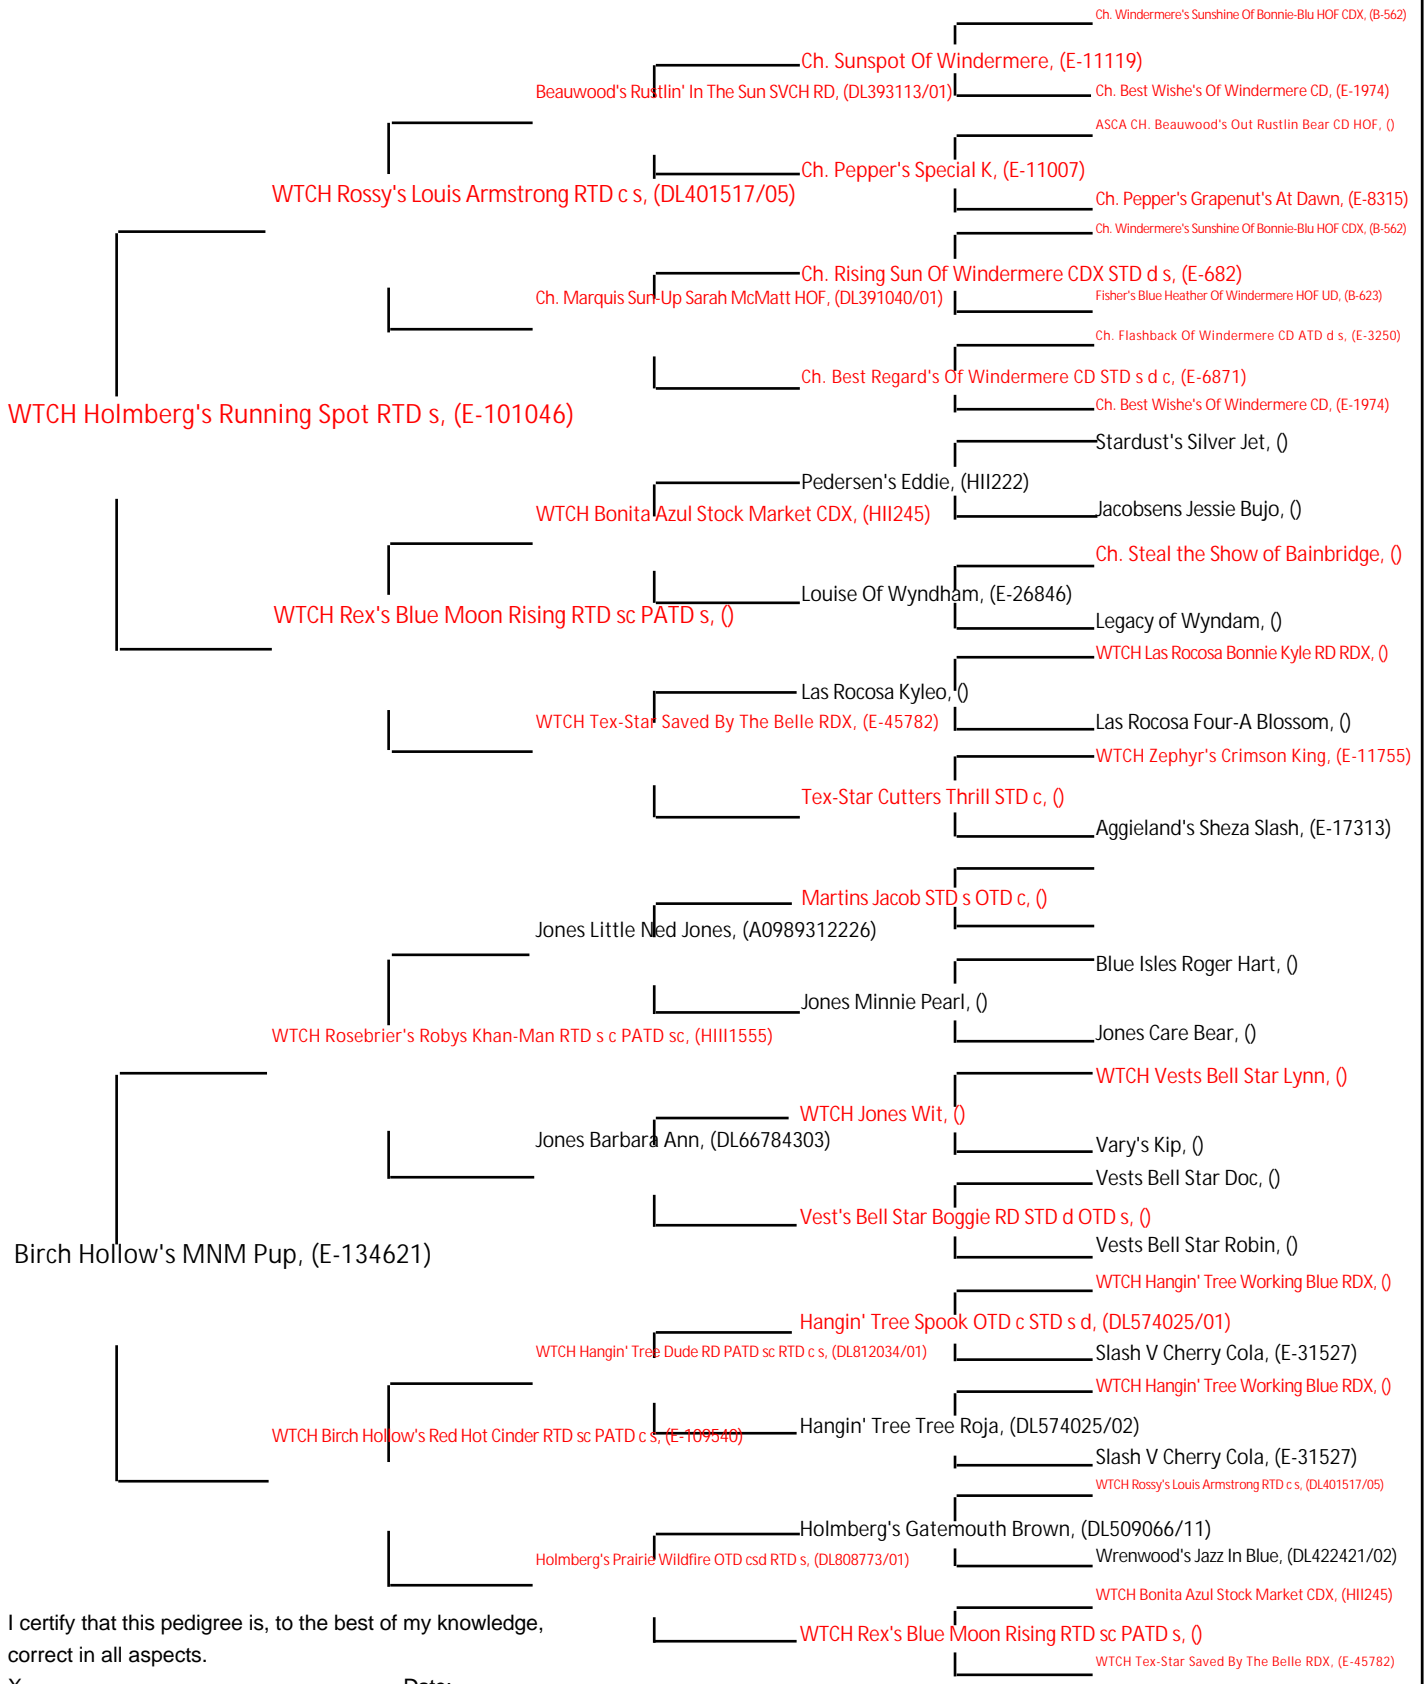 Ch. Windermere's Sunshine Of Bonnie-Blu HOF CDX, (B-562)
Ch. Sunspot Of Windermere, (E-11119)
Beauwood's Rustlin' In The Sun SVCH RD, (DL393113/01)
Ch. Best Wishe's Of Windermere CD, (E-1974)
ASCA CH. Beauwood's Out Rustlin Bear CD HOF, ()
Ch. Pepper's Special K, (E-11007)
WTCH Rossy's Louis Armstrong RTD c s, (DL401517/05)
Ch. Pepper's Grapenut's At Dawn, (E-8315)
Ch. Windermere's Sunshine Of Bonnie-Blu HOF CDX, (B-562)
Ch. Rising Sun Of Windermere CDX STD d s, (E-682)
Ch. Marquis Sun-Up Sarah McMatt HOF, (DL391040/01)
Fisher's Blue Heather Of Windermere HOF UD, (B-623)
Ch. Flashback Of Windermere CD ATD d s, (E-3250)
Ch. Best Regard's Of Windermere CD STD s d c, (E-6871)
Ch. Best Wishe's Of Windermere CD, (E-1974)
WTCH Holmberg's Running Spot RTD s, (E-101046)
Stardust's Silver Jet, ()
Pedersen's Eddie, (HII222)
WTCH Bonita Azul Stock Market CDX, (HII245)
Jacobsens Jessie Bujo, ()
Ch. Steal the Show of Bainbridge, ()
Louise Of Wyndham, (E-26846)
WTCH Rex's Blue Moon Rising RTD sc PATD s, ()
Legacy of Wyndam, ()
WTCH Las Rocosa Bonnie Kyle RD RDX, ()
Las Rocosa Kyleo, ()
WTCH Tex-Star Saved By The Belle RDX, (E-45782)
Las Rocosa Four-A Blossom, ()
WTCH Zephyr's Crimson King, (E-11755)
Tex-Star Cutters Thrill STD c, ()
Aggieland's Sheza Slash, (E-17313)
Martins Jacob STD s OTD c, ()
Jones Little Ned Jones, (A0989312226)
Blue Isles Roger Hart, ()
Jones Minnie Pearl, ()
WTCH Rosebrier's Robys Khan-Man RTD s c PATD sc, (HIII1555)
Jones Care Bear, ()
WTCH Vests Bell Star Lynn, ()
WTCH Jones Wit, ()
Jones Barbara Ann, (DL66784303)
Vary's Kip, ()
Vests Bell Star Doc, ()
Vest's Bell Star Boggie RD STD d OTD s, ()
Vests Bell Star Robin, ()
Birch Hollow's MNM Pup, (E-134621)
WTCH Hangin' Tree Working Blue RDX, ()
Hangin' Tree Spook OTD c STD s d, (DL574025/01)
WTCH Hangin' Tree Dude RD PATD sc RTD c s, (DL812034/01)
Slash V Cherry Cola, (E-31527)
WTCH Hangin' Tree Working Blue RDX, ()
Hangin' Tree Tree Roja, (DL574025/02)
WTCH Birch Hollow's Red Hot Cinder RTD sc PATD c s, (E-109540)
Slash V Cherry Cola, (E-31527)
WTCH Rossy's Louis Armstrong RTD c s, (DL401517/05)
Holmberg's Gatemouth Brown, (DL509066/11)
Holmberg's Prairie Wildfire OTD csd RTD s, (DL808773/01)
Wrenwood's Jazz In Blue, (DL422421/02)
WTCH Bonita Azul Stock Market CDX, (HII245)
I certify that this pedigree is, to the best of my knowledge,
WTCH Rex's Blue Moon Rising RTD sc PATD s, ()
correct in all aspects.
WTCH Tex-Star Saved By The Belle RDX, (E-45782)
X Date: